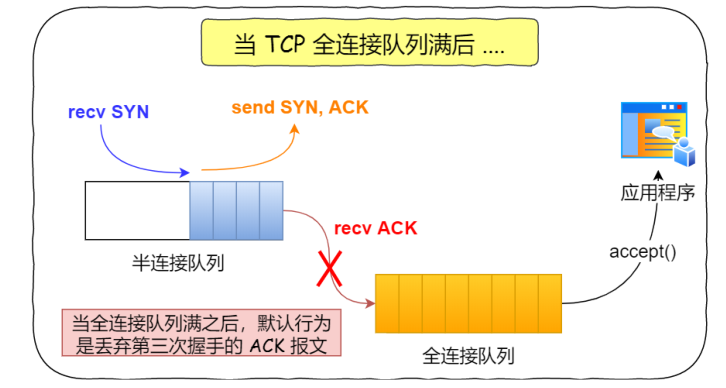 当 TCP 全连接队列满后 ....
recv SYN
send SYN, ACK
应用程序
recv ACK
accept()
半连接队列
当全连接队列满之后，默认行为
是丢弃第三次握手的 ACK 报文
全连接队列